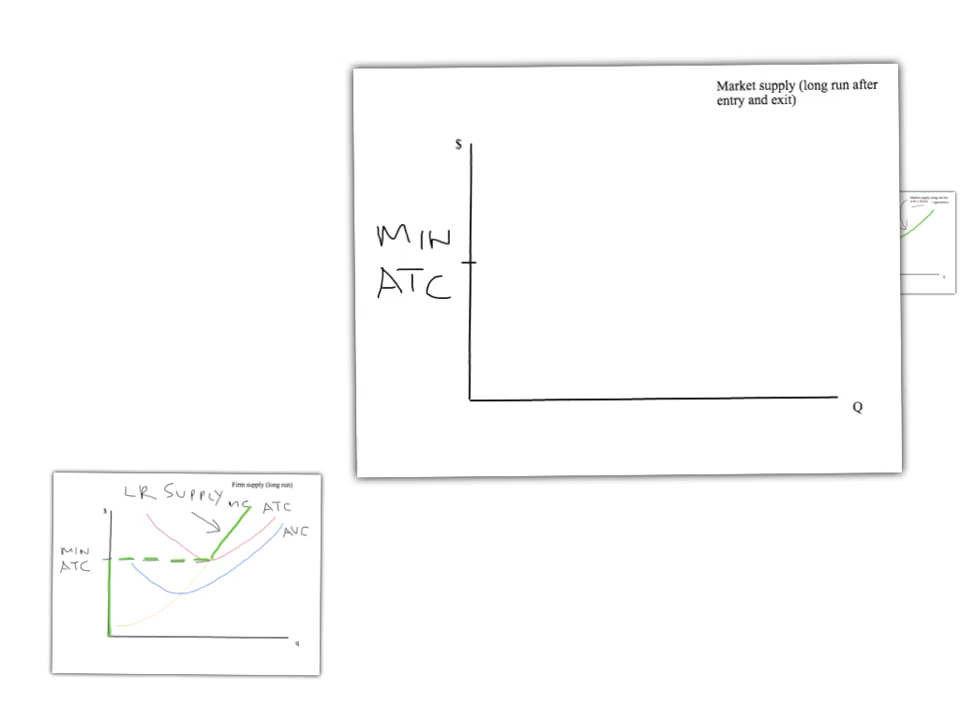 Market supply (long run after
entry and exit)
$
MIN
ATC
Q
Firm supply (long run)
LR SUPPLY MC ATC
AVC
$
MIN
ATC
q